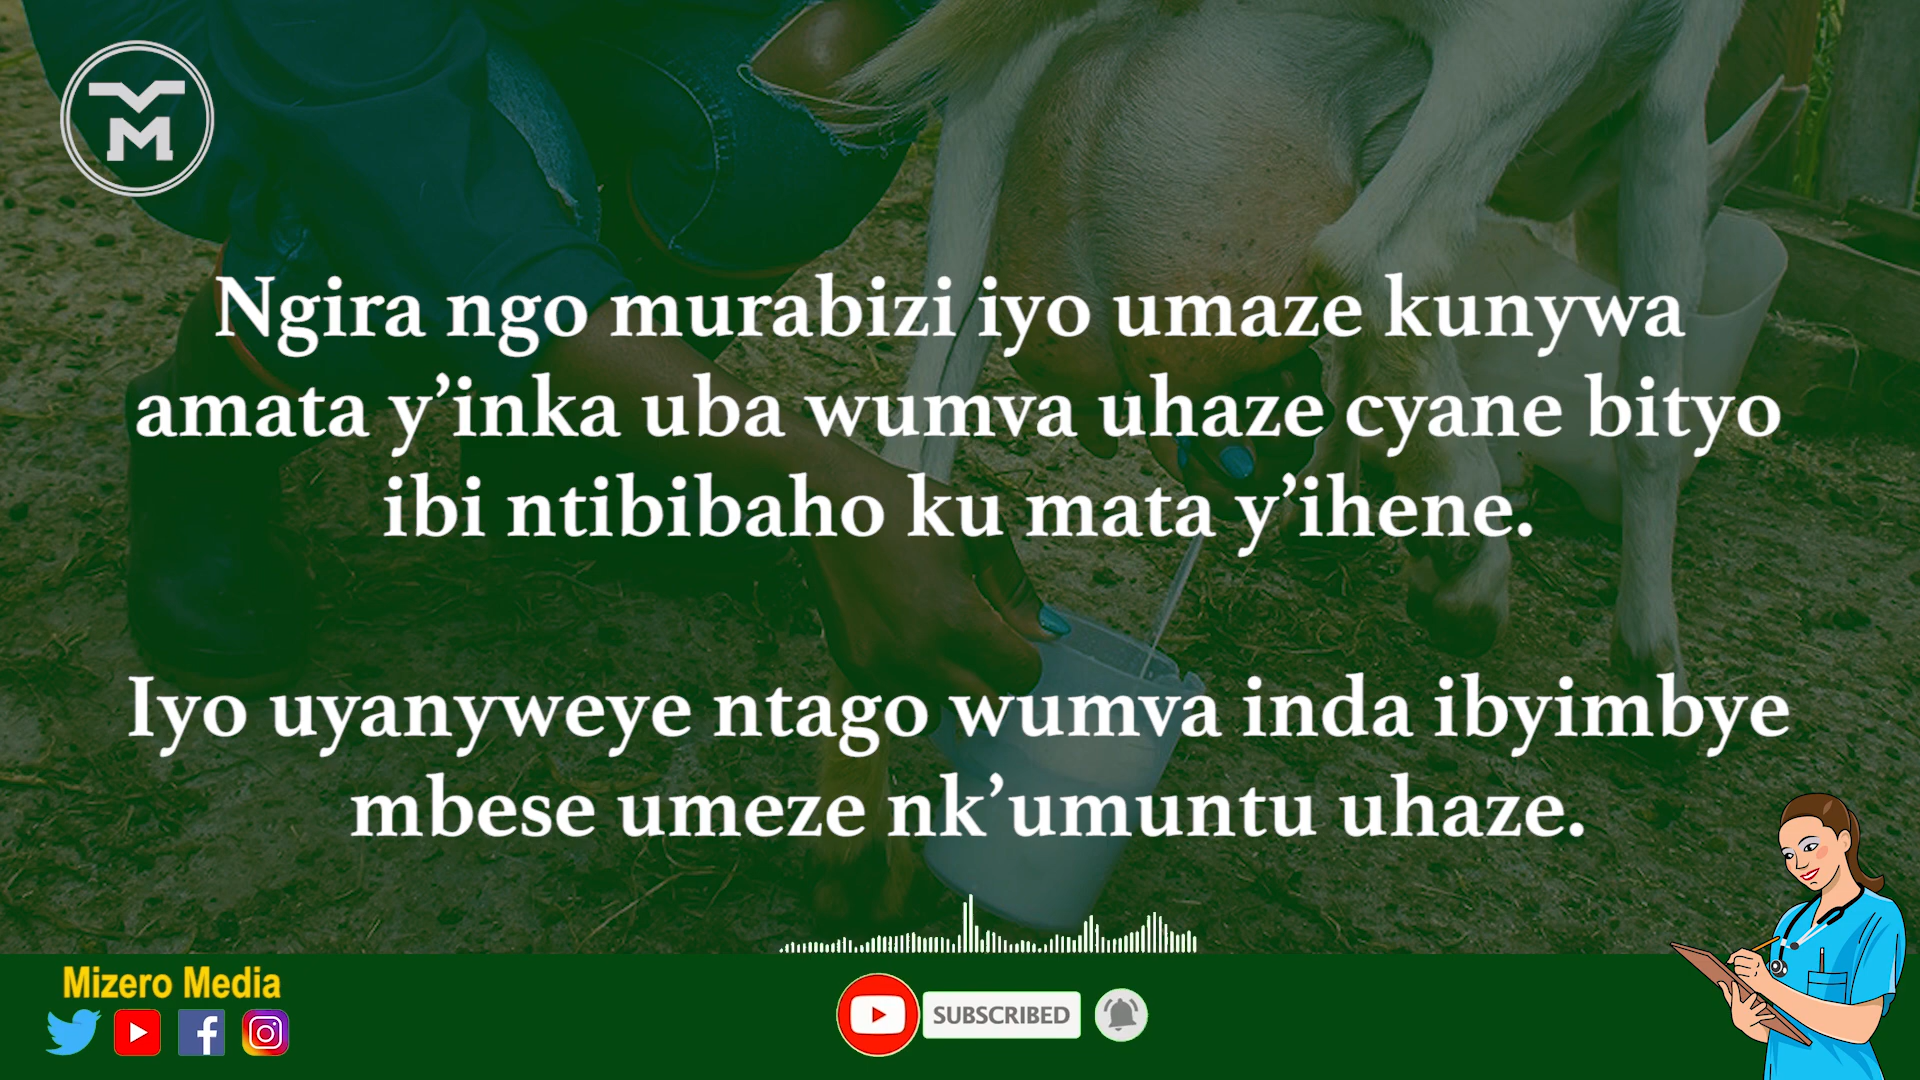 Ngira ngo murabizi iyo umaze kunywa
amata y’inka uba wumva uhaze cyane bityo
ibi ntibibaho ku mata y’ihene.
Iyo uyanyweye ntago wumva inda ibyimbye
mbese umeze nk’umuntu uhaze.
Mizero Media
SUBSCRIBED